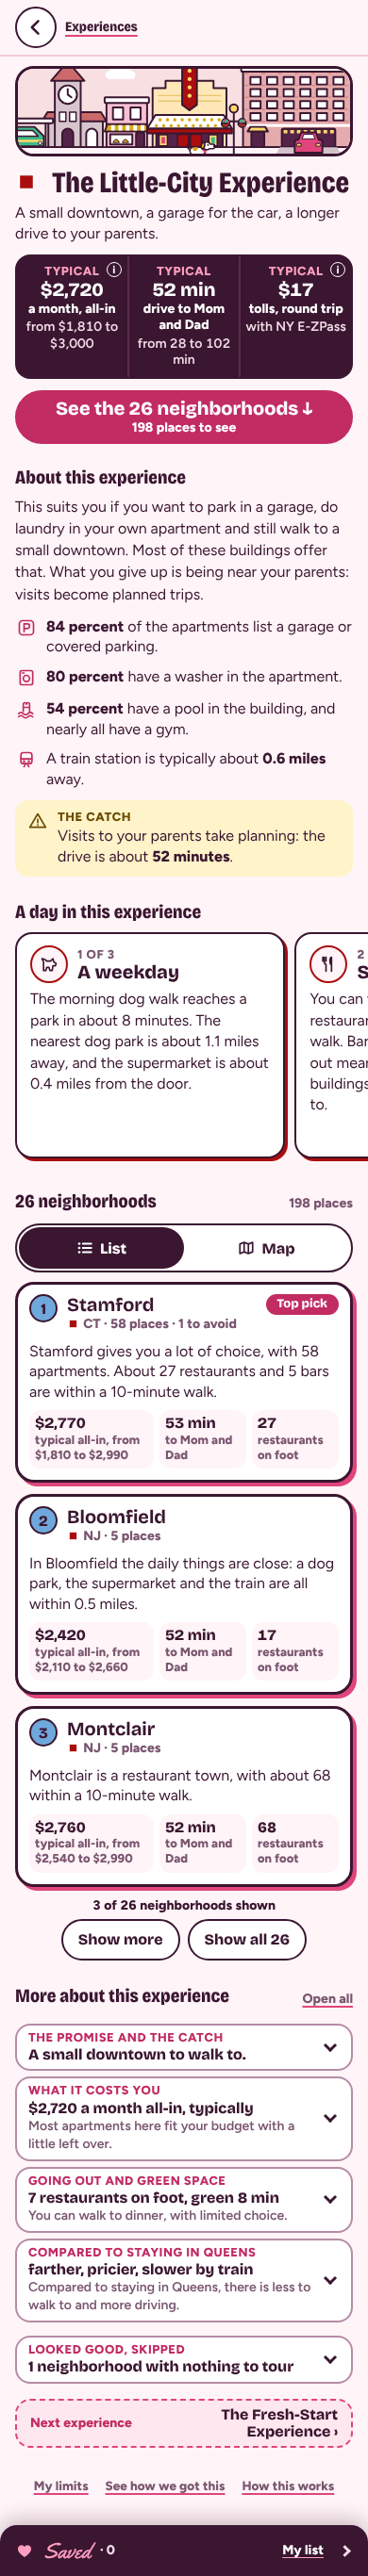 Experiences
The Little-City Experience
A small downtown, a garage for the car, a longer
drive to your parents.
TYPICAL
$2,720
a month, all-in
from $1,810 to
$3,000
TYPICAL
52 min
drive to Mom
and Dad
from 28 to 102
min
TYPICAL
$17
tolls, round trip
with NY E-ZPass
See the 26 neighborhoods ↓
198 places to see
About this experience
This suits you if you want to park in a garage, do
laundry in your own apartment and still walk to a
small downtown. Most of these buildings offer
that. What you give up is being near your parents:
visits become planned trips.
84 percent of the apartments list a garage or
covered parking.
80 percent have a washer in the apartment.
54 percent have a pool in the building, and
nearly all have a gym.
A train station is typically about 0.6 miles
away.
THE CATCH
Visits to your parents take planning: the
drive is about 52 minutes.
A day in this experience
1 OF 3
A weekday
The morning dog walk reaches a
park in about 8 minutes. The
nearest dog park is about 1.1 miles
away, and the supermarket is about
0.4 miles from the door.
2
S
You can
restaurar
walk. Bar
out mear
buildings
to.
26 neighborhoods
198 places
List
Map
1
Stamford
Top pick
CT · 58 places · 1 to avoid
Stamford gives you a lot of choice, with 58
apartments. About 27 restaurants and 5 bars
are within a 10-minute walk.
$2,770
typical all-in, from
$1,810 to $2,990
53 min
to Mom and
Dad
27
restaurants
on foot
2
Bloomfield
NJ · 5 places
In Bloomfield the daily things are close: a dog
park, the supermarket and the train are all
within 0.5 miles.
$2,420
typical all-in, from
$2,110 to $2,660
52 min
to Mom and
Dad
17
restaurants
on foot
3
Montclair
NJ · 5 places
Montclair is a restaurant town, with about 68
within a 10-minute walk.
$2,760
typical all-in, from
$2,540 to $2,990
52 min
to Mom and
Dad
68
restaurants
on foot
3 of 26 neighborhoods shown
Show more
Show all 26
More about this experience
Open all
THE PROMISE AND THE CATCH
A small downtown to walk to.
WHAT IT COSTS YOU
$2,720 a month all-in, typically
Most apartments here fit your budget with a
little left over.
GOING OUT AND GREEN SPACE
7 restaurants on foot, green 8 min
You can walk to dinner, with limited choice.
COMPARED TO STAYING IN QUEENS
farther, pricier, slower by train
Compared to staying in Queens, there is less to
walk to and more driving.
LOOKED GOOD, SKIPPED
1 neighborhood with nothing to tour
Next experience
The Fresh-Start
Experience ›
My limits
See how we got this
How this works
Saved · 0
My list